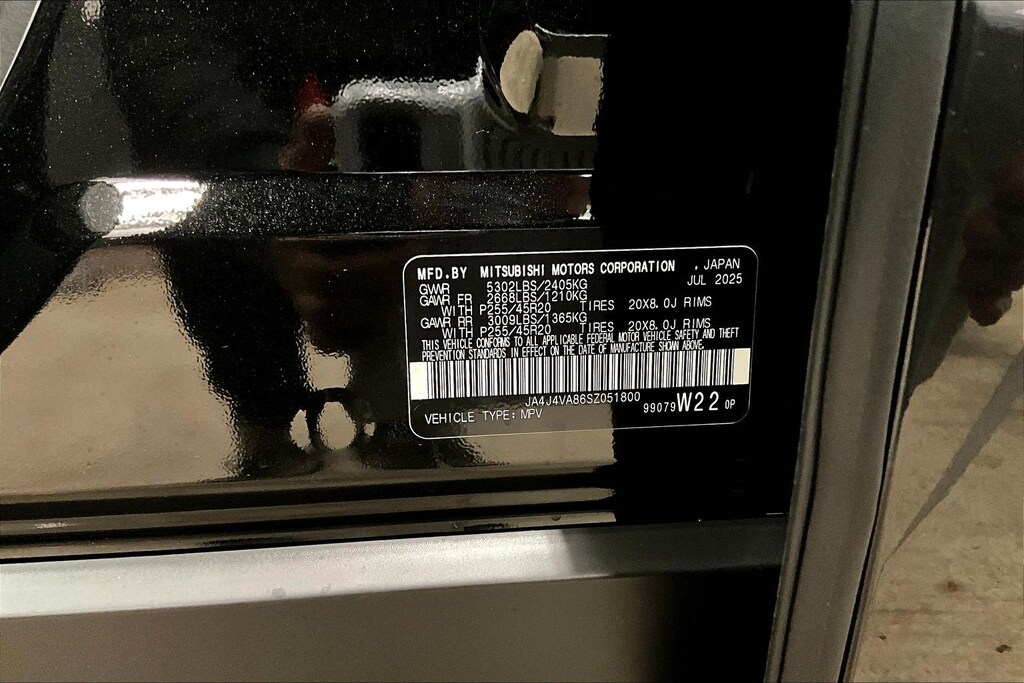 MFD.BY MITSUBISHI MOTORS CORPORATION , JAPAN
JUL 2025
GVWR 5302LBS/2405KG
GAWR FR 2668LBS/1210KG
WITH P255/45R20 TIRES 20X8.0J RIMS
GAWR RR 3009LBS/1365KG
WITH P255/45R20 TIRES 20X8.0J RIMS
THIS VEHICLE CONFORMS TO ALL APPLICABLE FEDERAL MOTOR VEHICLE SAFETY AND THEFT
PREVENTION STANDARDS IN EFFECT ON THE DATE OF MANUFACTURE SHOWN ABOVE.
JA4J4VA86SZ051800
VEHICLE TYPE: MPV 99079 W22 0P